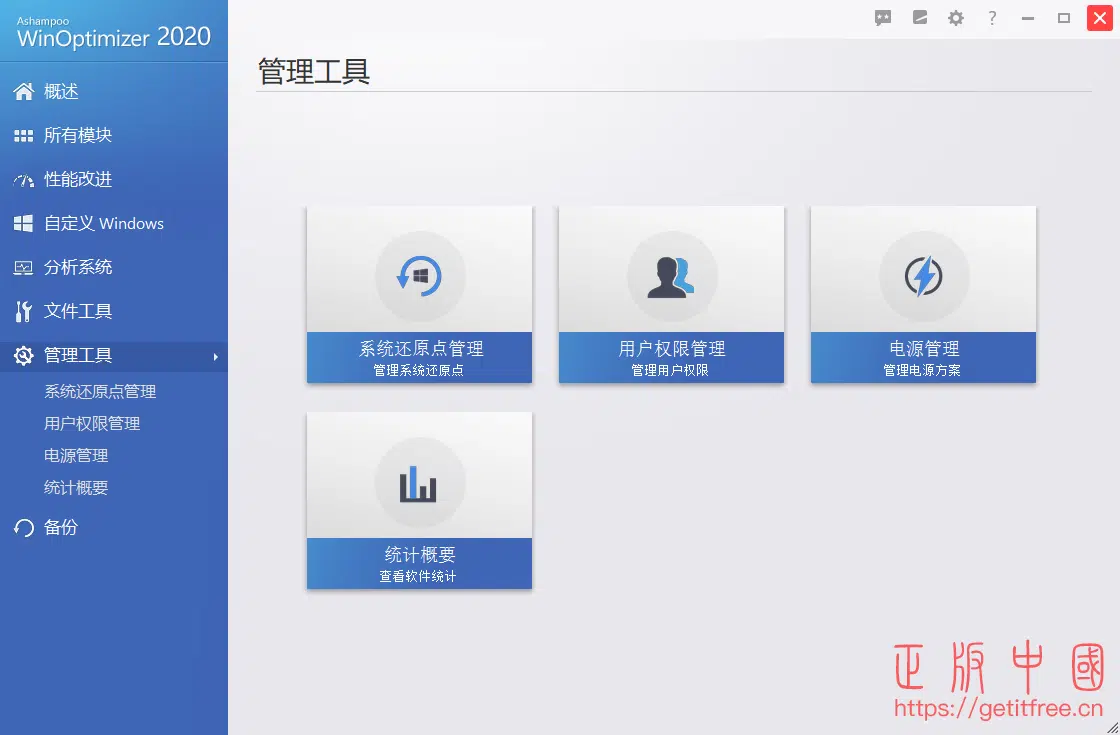 Ashampoo
WinOptimizer 2020
?
管理工具
概述
所有模块
性能改进
自定义 Windows
分析系统
文件工具
管理工具
系统还原点管理
用户权限管理
电源管理
统计概要
备份
系统还原点管理
管理系统还原点
用户权限管理
管理用户权限
电源管理
管理电源方案
统计概要
查看软件统计
正版中國
https://getitfree.cn